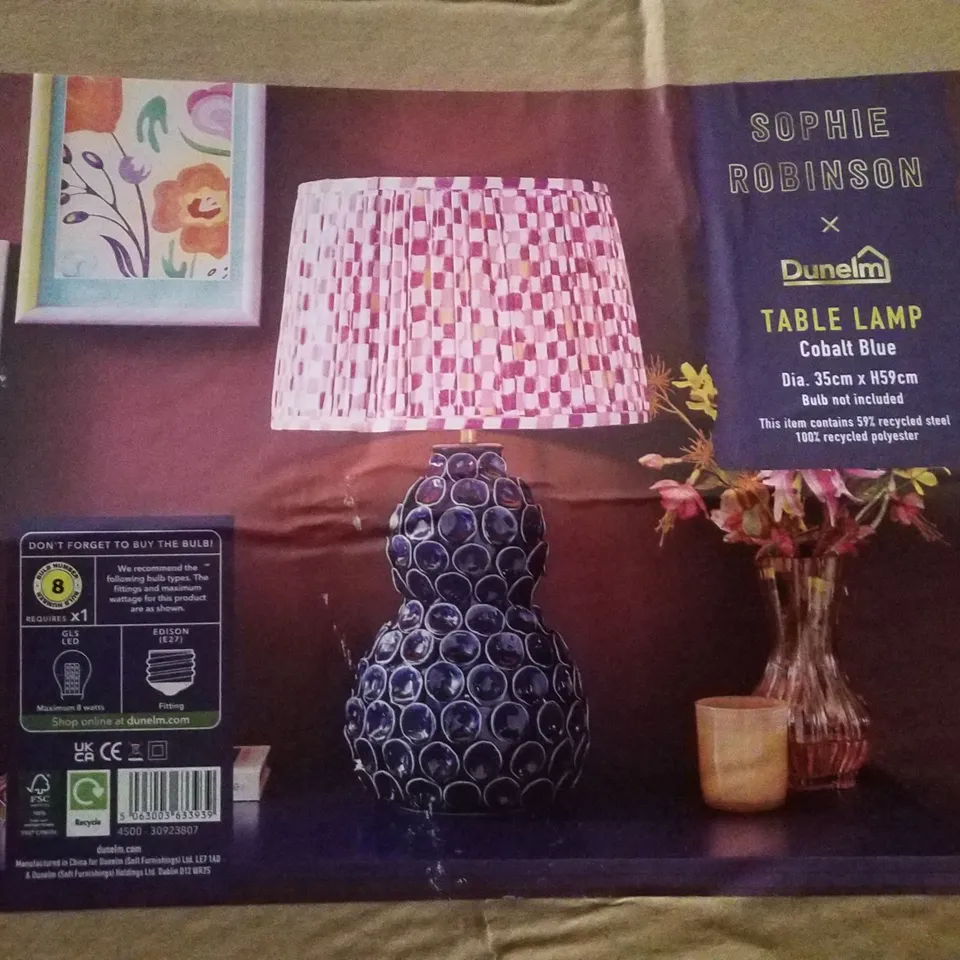 SOPHIE
ROBINSON
×
Dunelm
TABLE LAMP
Cobalt Blue
Dia. 35cm x H59cm
Bulb not included
This item contains 59% recycled steel
100% recycled polyester
DON'T FORGET TO BUY THE BULB!
BULB NUMBER
8
BULB NUMBER
REQUIRES x1
We recommend the
following bulb types. The
fittings and maximum
wattage for this product
are as shown.
GLS
LED
Maximum 8 watts
EDISON
(E27)
Fitting
Shop online at dunelm.com
UK
CA CE
FSC
Recycle
5 063003 633939
4500 - 30923807
dunelm.com
Manufactured in China for Dunelm (Soft Furnishings) Ltd. LE7 1AD
& Dunelm (Soft Furnishings) Holdings Ltd. Dublin D12 WR75